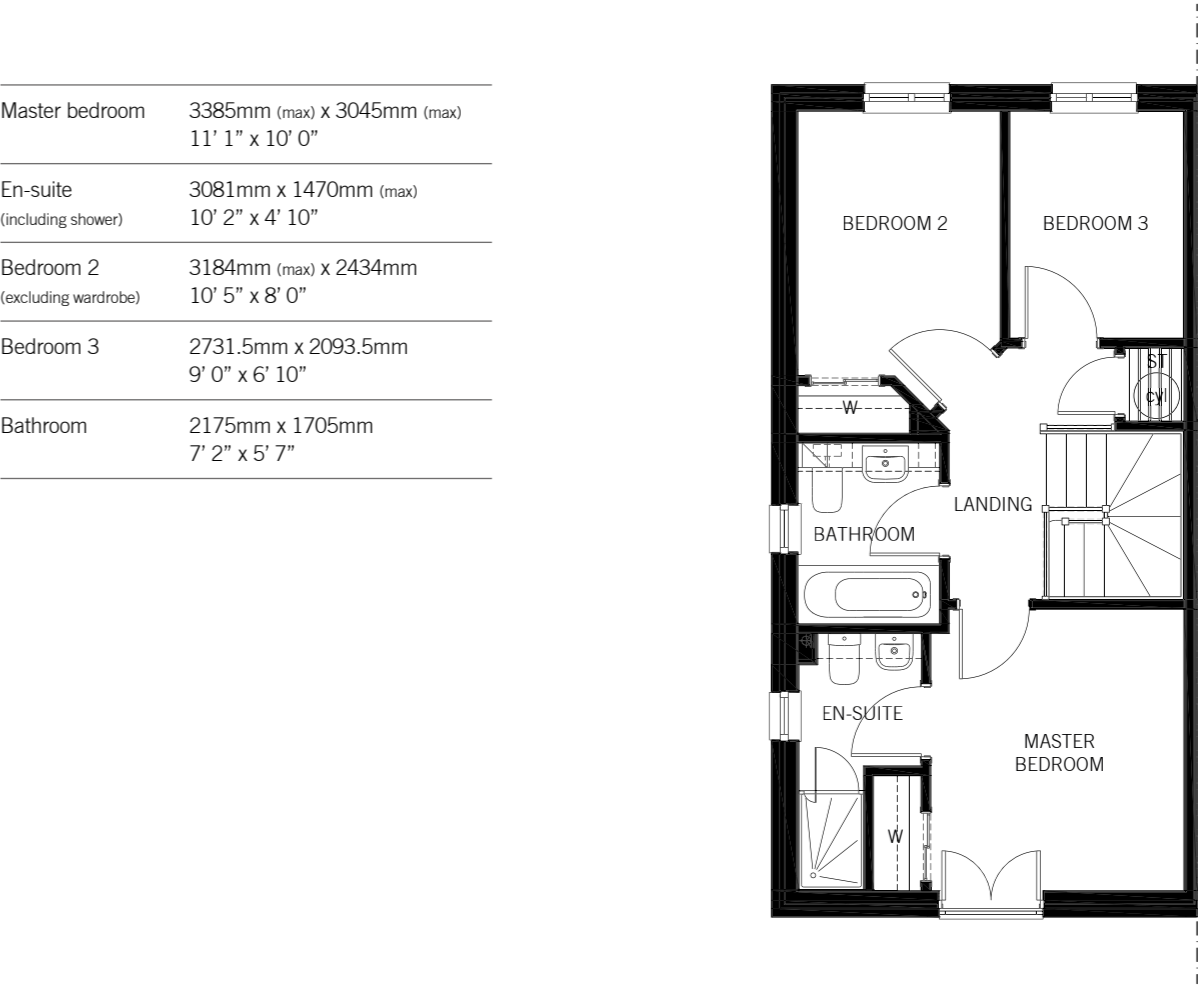 Master bedroom 3385mm (max) x 3045mm (max)
11’ 1” x 10’ 0”
En-suite 3081mm x 1470mm (max)
(including shower) 10’ 2” x 4’ 10”
Bedroom 2 3184mm (max) x 2434mm
(excluding wardrobe) 10’ 5” x 8’ 0”
Bedroom 3 2731.5mm x 2093.5mm
9’ 0” x 6’ 10”
Bathroom 2175mm x 1705mm
7’ 2” x 5’ 7”
BEDROOM 2
BEDROOM 3
ST
cyl
W
LANDING
BATHROOM
EN-SUITE
MASTER
BEDROOM
W